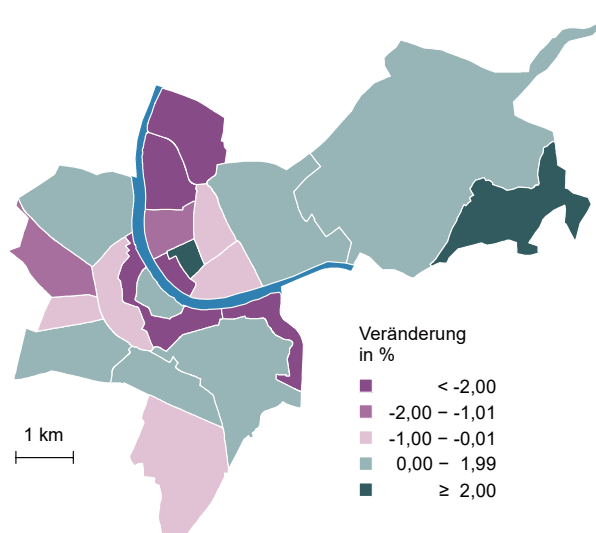 Veränderung
in %
< -2,00
-2,00 – -1,01
-1,00 – -0,01
0,00 – 1,99
≥ 2,00
1 km